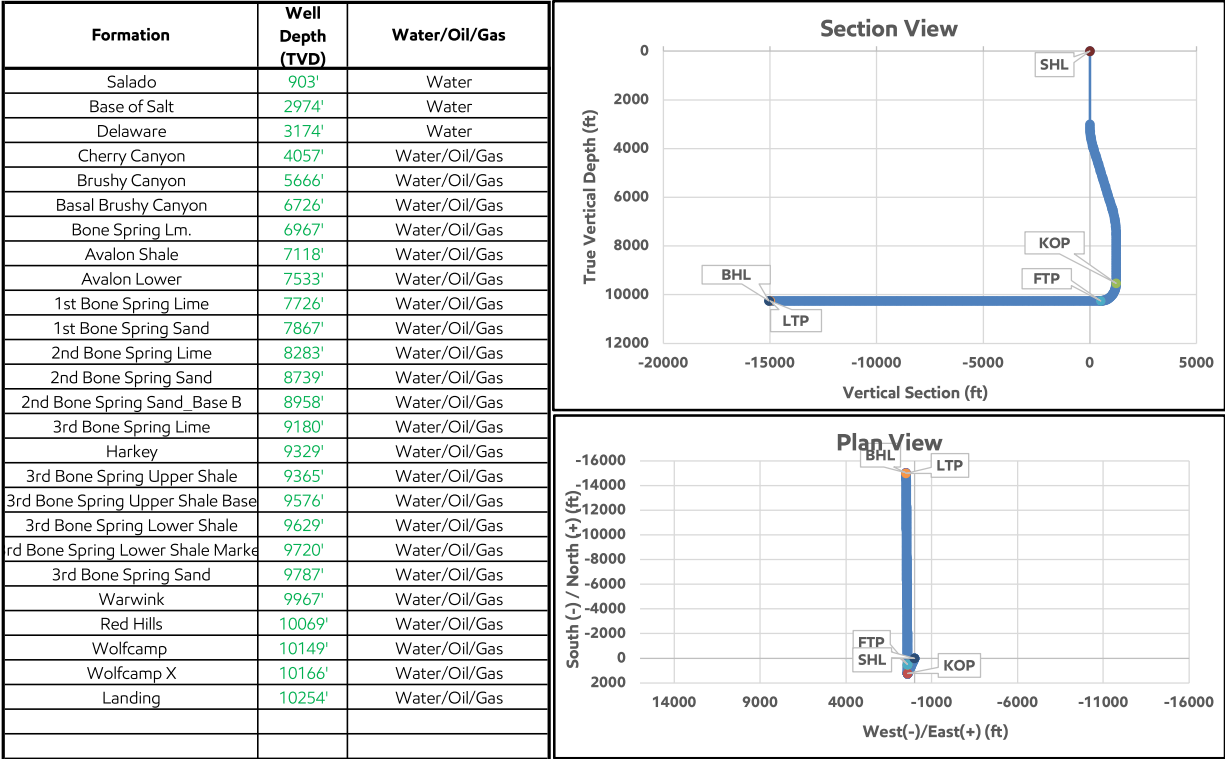 Formation Well Depth (TVD) Water/Oil/Gas
Salado 903' Water
Base of Salt 2974' Water
Delaware 3174' Water
Cherry Canyon 4057' Water/Oil/Gas
Brushy Canyon 5666' Water/Oil/Gas
Basal Brushy Canyon 6726' Water/Oil/Gas
Bone Spring Lm. 6967' Water/Oil/Gas
Avalon Shale 7118' Water/Oil/Gas
Avalon Lower 7533' Water/Oil/Gas
1st Bone Spring Lime 7726' Water/Oil/Gas
1st Bone Spring Sand 7867' Water/Oil/Gas
2nd Bone Spring Lime 8283' Water/Oil/Gas
2nd Bone Spring Sand 8739' Water/Oil/Gas
2nd Bone Spring Sand_Base B 8958' Water/Oil/Gas
3rd Bone Spring Lime 9180' Water/Oil/Gas
Harkey 9329' Water/Oil/Gas
3rd Bone Spring Upper Shale 9365' Water/Oil/Gas
3rd Bone Spring Upper Shale Base 9576' Water/Oil/Gas
3rd Bone Spring Lower Shale 9629' Water/Oil/Gas
rd Bone Spring Lower Shale Marke 9720' Water/Oil/Gas
3rd Bone Spring Sand 9787' Water/Oil/Gas
Warwink 9967' Water/Oil/Gas
Red Hills 10069' Water/Oil/Gas
Wolfcamp 10149' Water/Oil/Gas
Wolfcamp X 10166' Water/Oil/Gas
Landing 10254' Water/Oil/Gas
Section View
True Vertical Depth (ft)
0
2000
4000
6000
8000
10000
12000
SHL
KOP
FTP
BHL
LTP
-20000 -15000 -10000 -5000 0 5000
Vertical Section (ft)
Plan View
South (-) / North (+) (ft)
-16000
-14000
-12000
-10000
-8000
-6000
-4000
-2000
0
2000
BHL
LTP
FTP
SHL
KOP
14000 9000 4000 -1000 -6000 -11000 -16000
West(-)/East(+) (ft)